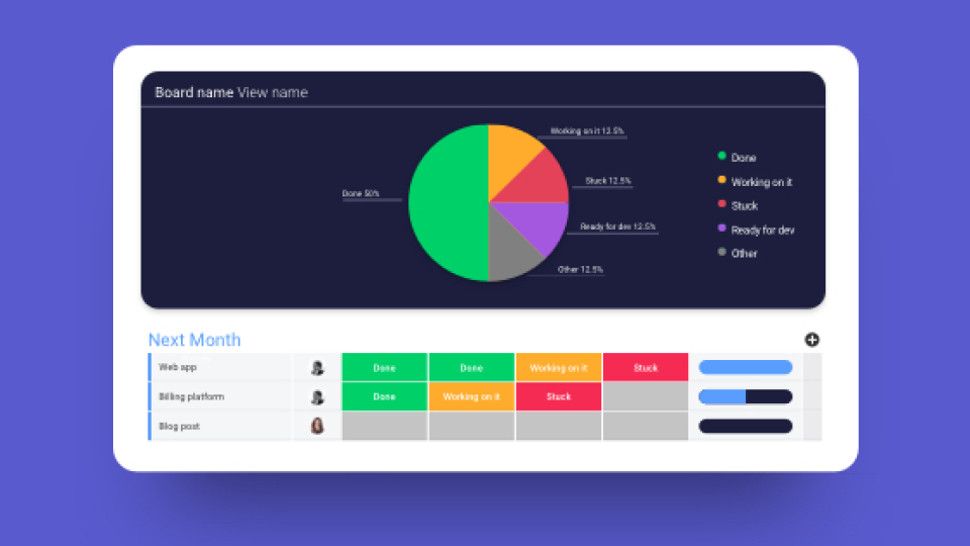 Board name View name
Working on it 12.5%
Done
Stuck 12.5%
Working on it
Done 50%
Stuck
Ready for dev 12.5%
Ready for dev
Other
Other 12.5%
Next Month
Web app Done Done Working on it Stuck
Billing platform Done Working on it Stuck
Blog post